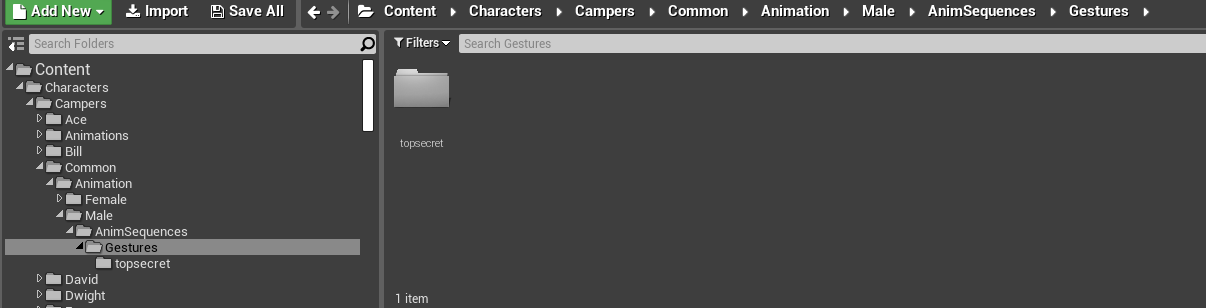 Add New Import Save All Content Characters Campers Common Animation Male AnimSequences Gestures
Search Folders
Filters Search Gestures
Content
Characters
Campers
Ace
Animations
Bill
Common
Animation
Female
Male
AnimSequences
Gestures
topsecret
David
Dwight
topsecret
1 item